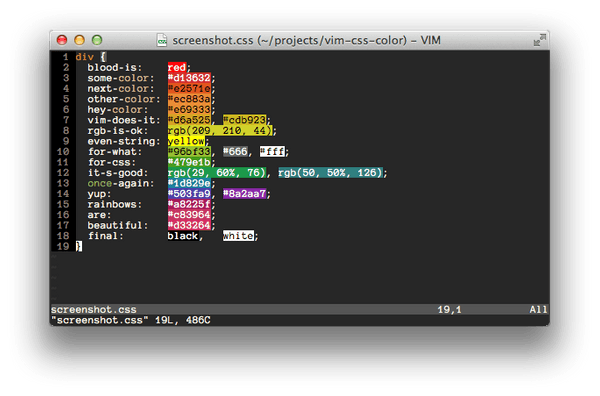 screenshot.css (~/projects/vim-css-color) – VIM
1 div {
2   blood-is:    red;
3   some-color:  #d13632;
4   next-color:  #e2571e;
5   other-color: #ec883a;
6   hey-color:   #e69333;
7   vim-does-it: #d6a525, #cdb923;
8   rgb-is-ok:   rgb(209, 210, 44);
9   even-string: yellow;
10   for-what:    #96bf33, #666, #fff;
11   for-css:     #479e1b;
12   it-s-good:   rgb(29, 60%, 76), rgb(50, 50%, 126);
13   once-again:  #1d829e;
14   yup:         #503fa9, #8a2aa7;
15   rainbows:    #a8225f;
16   are:         #c83964;
17   beautiful:   #d33264;
18   final:       black,   white;
19 }
~
~
~
~
screenshot.css 19,1 All
"screenshot.css" 19L, 486C